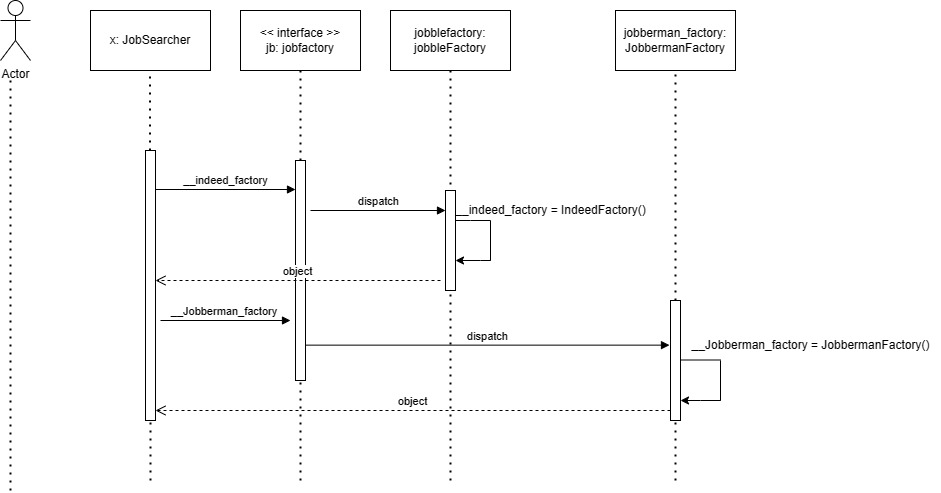 Actor
x: JobSearcher
<< interface >>
jb: jobfactory
jobblefactory:
jobbleFactory
jobberman_factory:
JobbermanFactory
__indeed_factory
dispatch
__indeed_factory = IndeedFactory()
object
__Jobberman_factory
dispatch
__Jobberman_factory = JobbermanFactory()
object